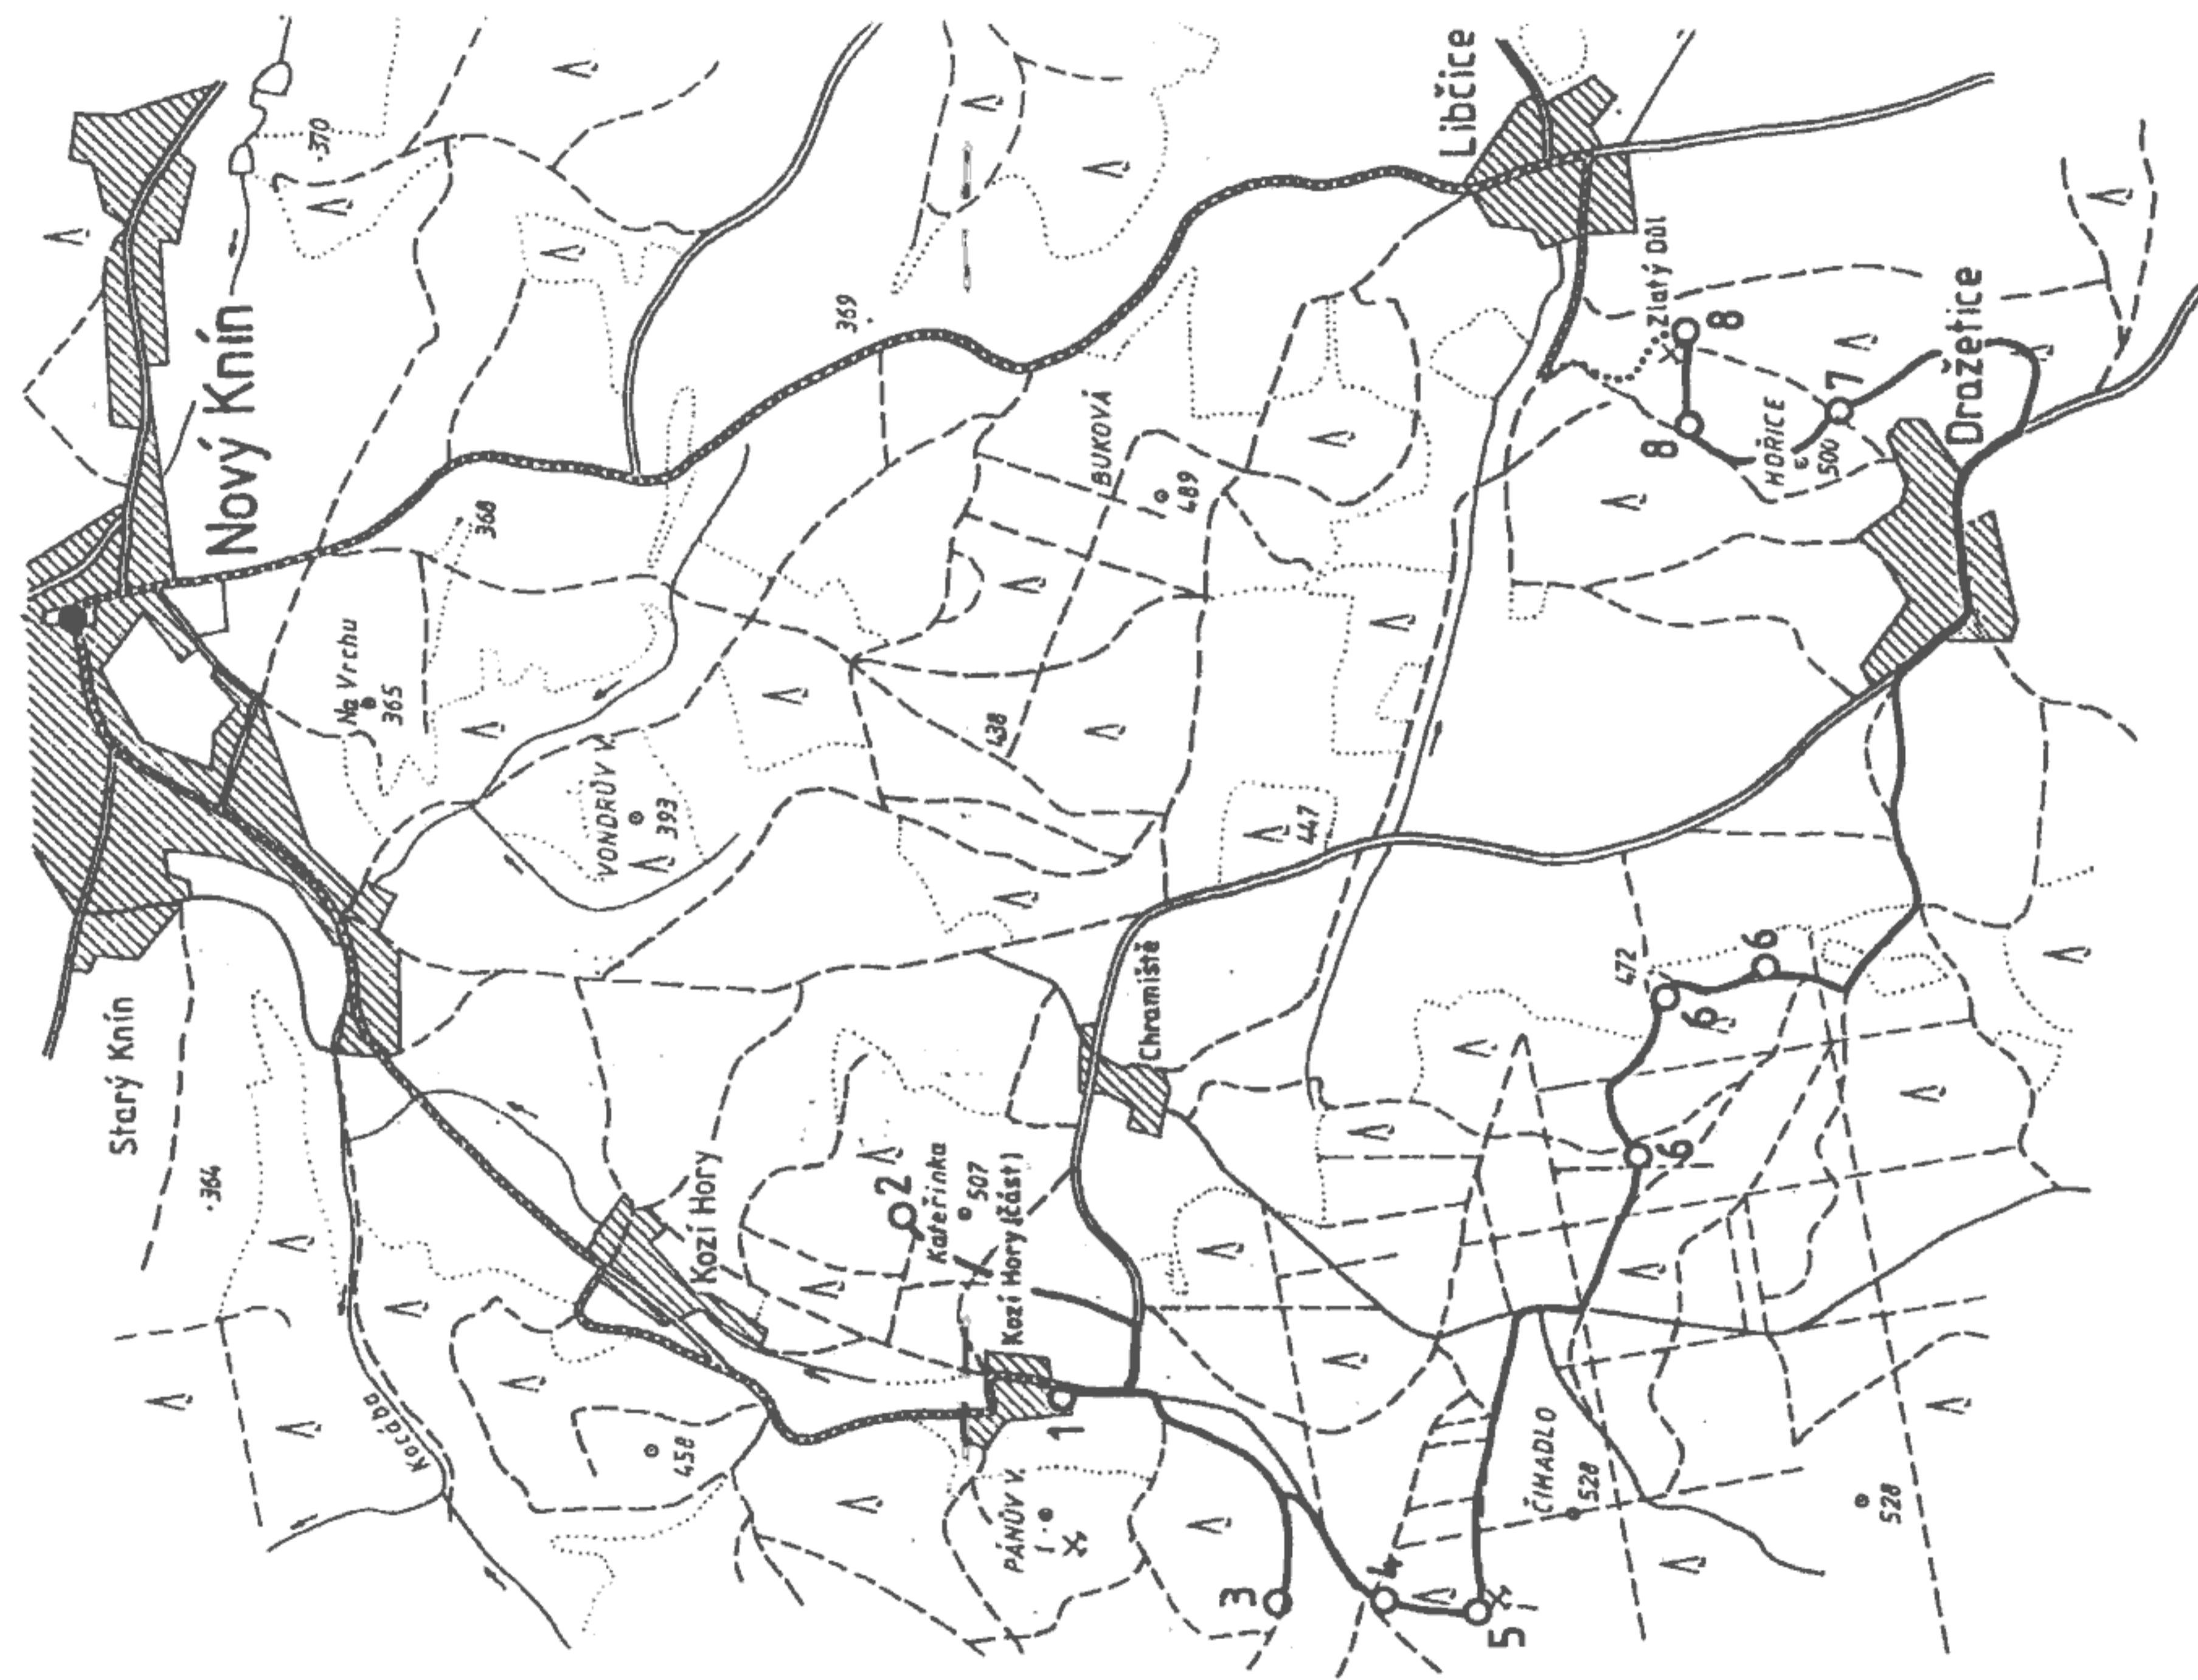 Starý Knín
364
Nový Knín
370
Na Vrchu
365
Kocába
368
VONDRŮV V.
393
458
Kozí Hory
369
2
Kateřinka
507
438
Kozí Hory (část)
PÁNŮV V.
1
BUKOVÁ
489
Chramiště
3
447
4
Libčice
5
ČIHADLO
528
472
Zlatý Důl
8
6
6
8
6
HOŘICE
500
7
528
Dražetice